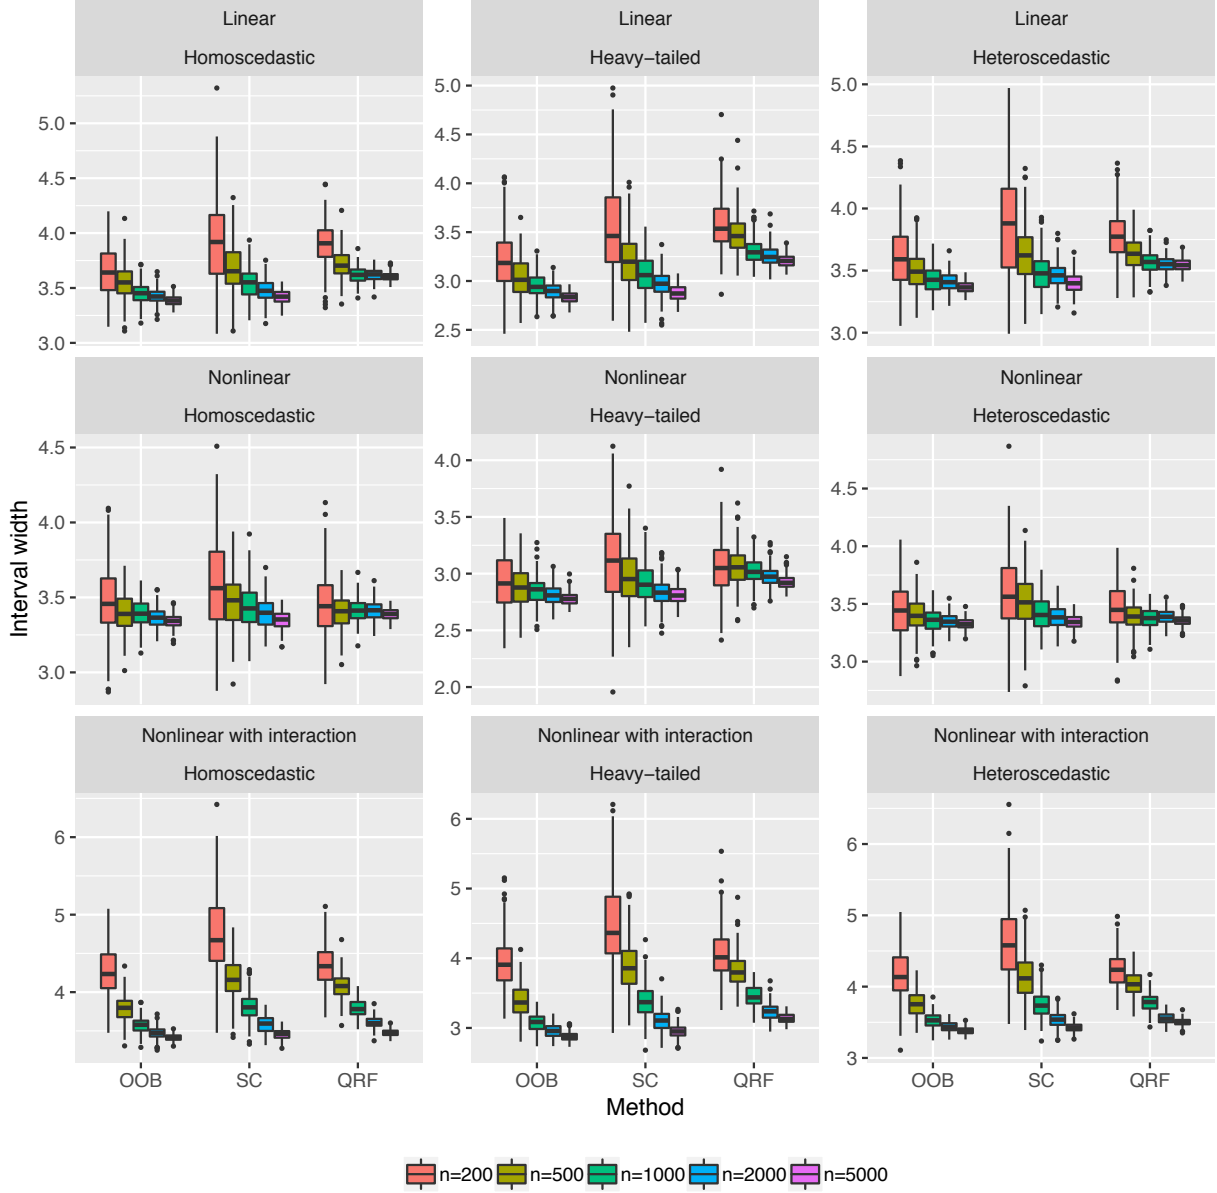 Linear
Homoscedastic
Linear
Heavy−tailed
Linear
Heteroscedastic
5.0
4.5
4.0
3.5
3.0
5.0
4.5
4.0
3.5
3.0
2.5
5.0
4.5
4.0
3.5
3.0
Nonlinear
Homoscedastic
Nonlinear
Heavy−tailed
Nonlinear
Heteroscedastic
4.5
4.0
3.5
3.0
4.0
3.5
3.0
2.5
2.0
4.5
4.0
3.5
3.0
Interval width
Nonlinear with interaction
Homoscedastic
Nonlinear with interaction
Heavy−tailed
Nonlinear with interaction
Heteroscedastic
6
5
4
6
5
4
3
6
5
4
3
OOB SC QRF
OOB SC QRF
OOB SC QRF
Method
n=200 n=500 n=1000 n=2000 n=5000